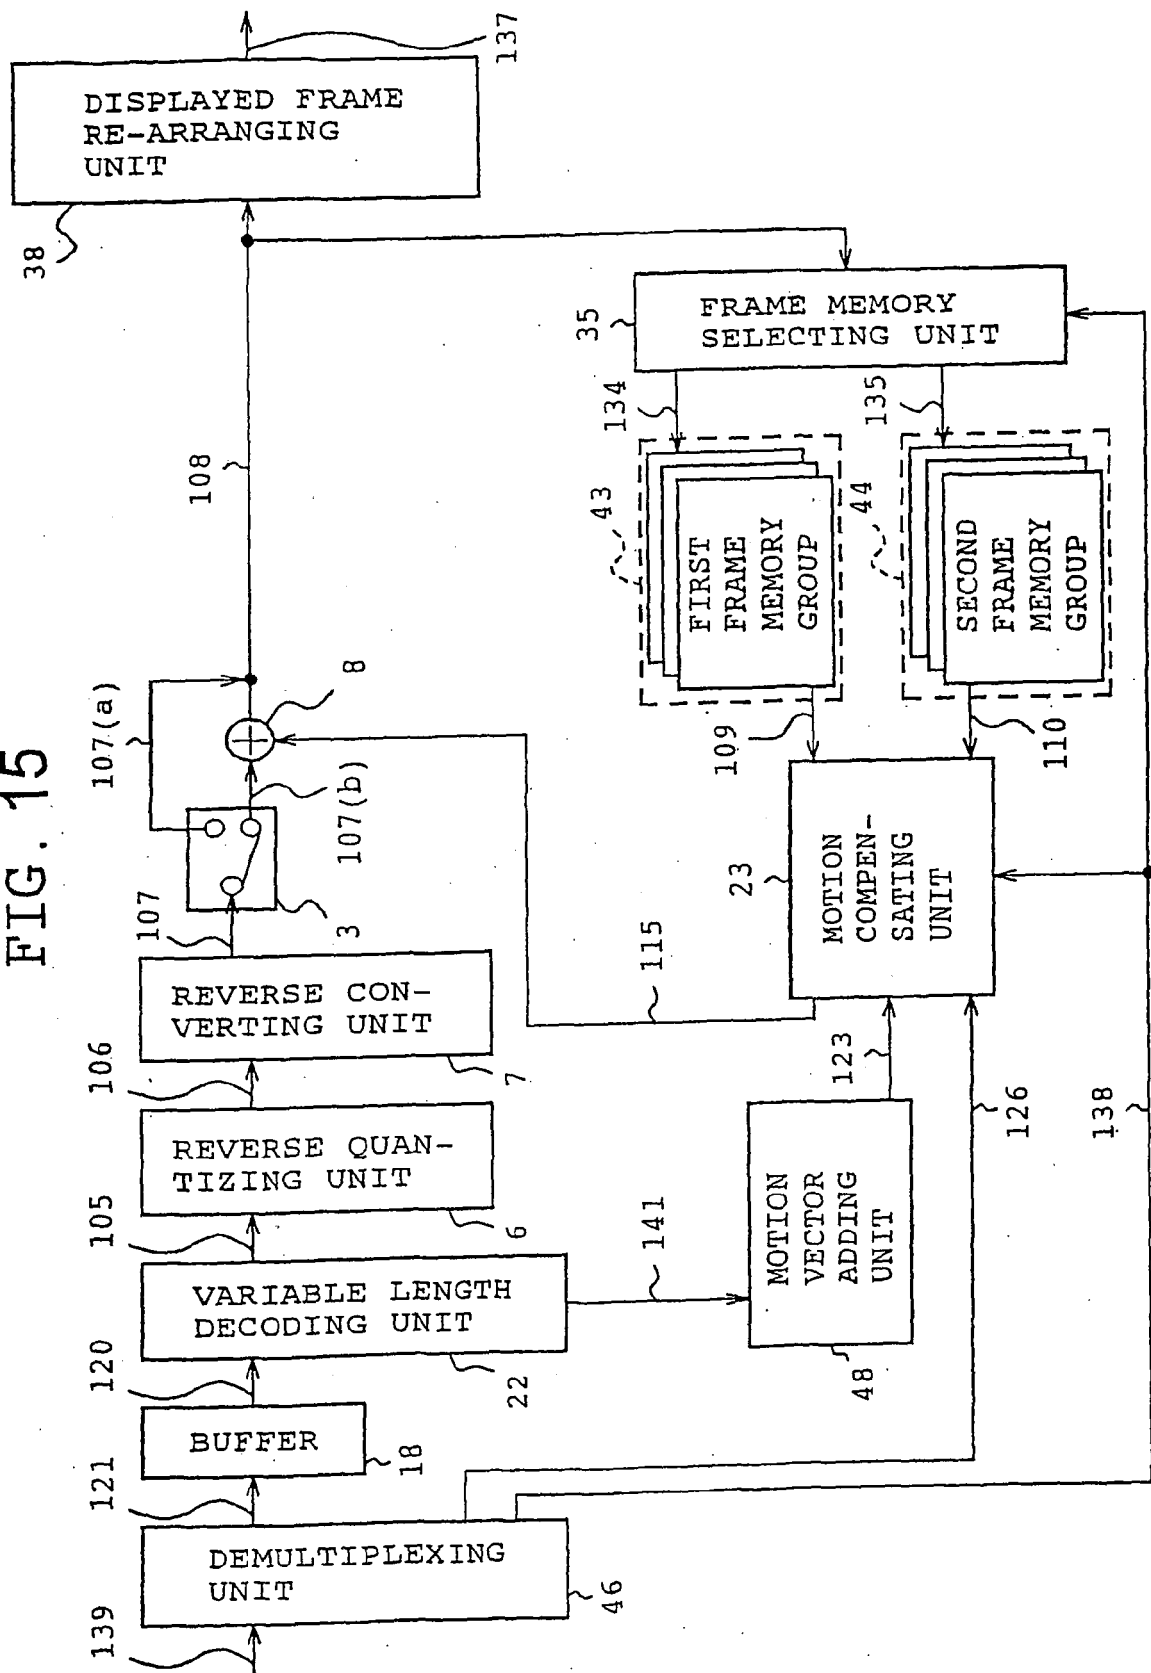 FIG. 15
DISPLAYED FRAME
RE-ARRANGING
UNIT
137
38
108
FRAME MEMORY
SELECTING UNIT
35
134
135
43
44
FIRST
FRAME
MEMORY
GROUP
SECOND
FRAME
MEMORY
GROUP
109
110
107(a)
8
107(b)
107
3
MOTION
COMPEN-
SATING
UNIT
23
115
REVERSE CON-
VERTING UNIT
7
106
REVERSE QUAN-
TIZING UNIT
6
105
123
126
138
MOTION
VECTOR
ADDING
UNIT
48
141
VARIABLE LENGTH
DECODING UNIT
22
120
BUFFER
18
121
DEMULTIPLEXING
UNIT
46
139